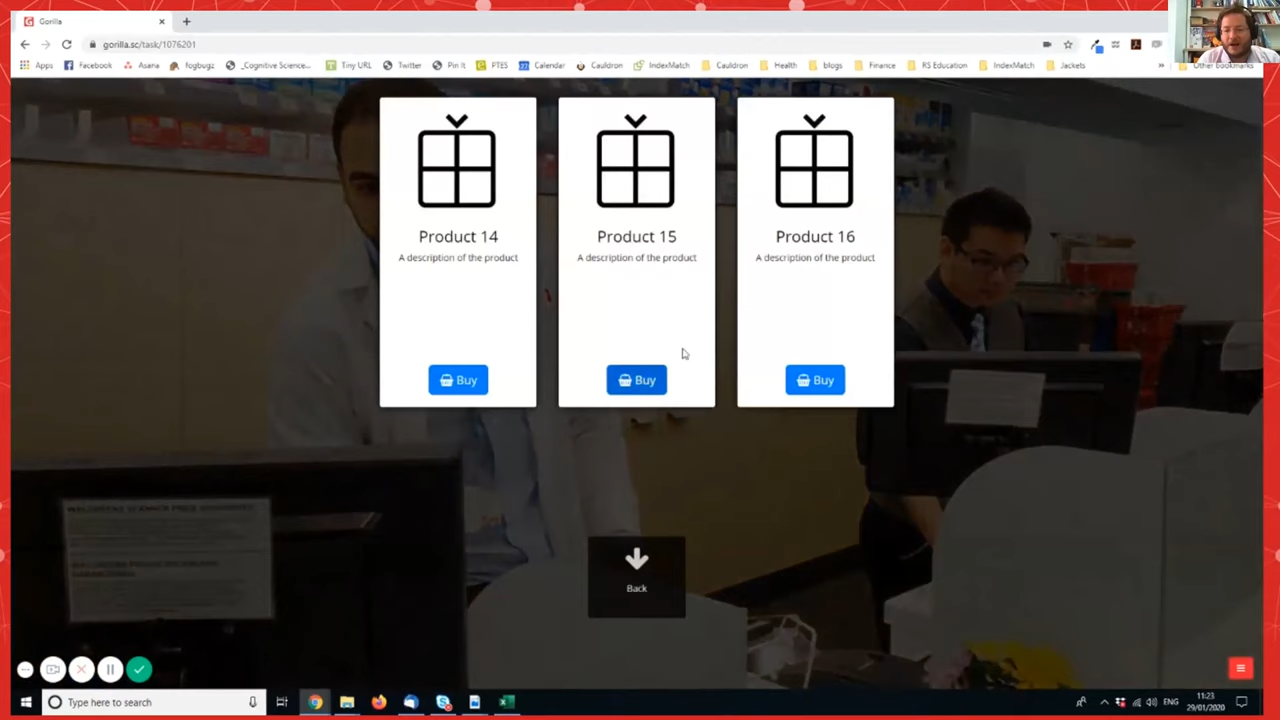 Gorilla
gorilla.sc/task/1076201
Apps
Facebook
Asana
fogbugz
_Cognitive Science...
Tiny URL
Twitter
Pin It
PTES
Calendar
Cauldron
IndexMatch
Cauldron
Health
blogs
Finance
RS Education
IndexMatch
Jackets
»
Other bookmarks
Product 14
A description of the product
Buy
Product 15
A description of the product
Buy
Product 16
A description of the product
Buy
Back
Type here to search
ENG
11:23
29/01/2020